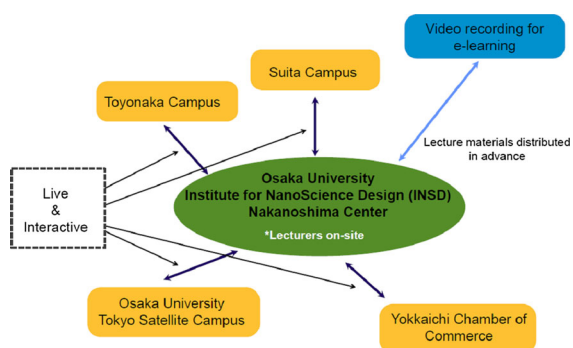 Video recording for
e-learning
Suita Campus
Toyonaka Campus
Lecture materials distributed
in advance
Osaka University
Institute for NanoScience Design (INSD)
Nakanoshima Center
*Lecturers on-site
Live
&
Interactive
Osaka University
Tokyo Satellite Campus
Yokkaichi Chamber of
Commerce